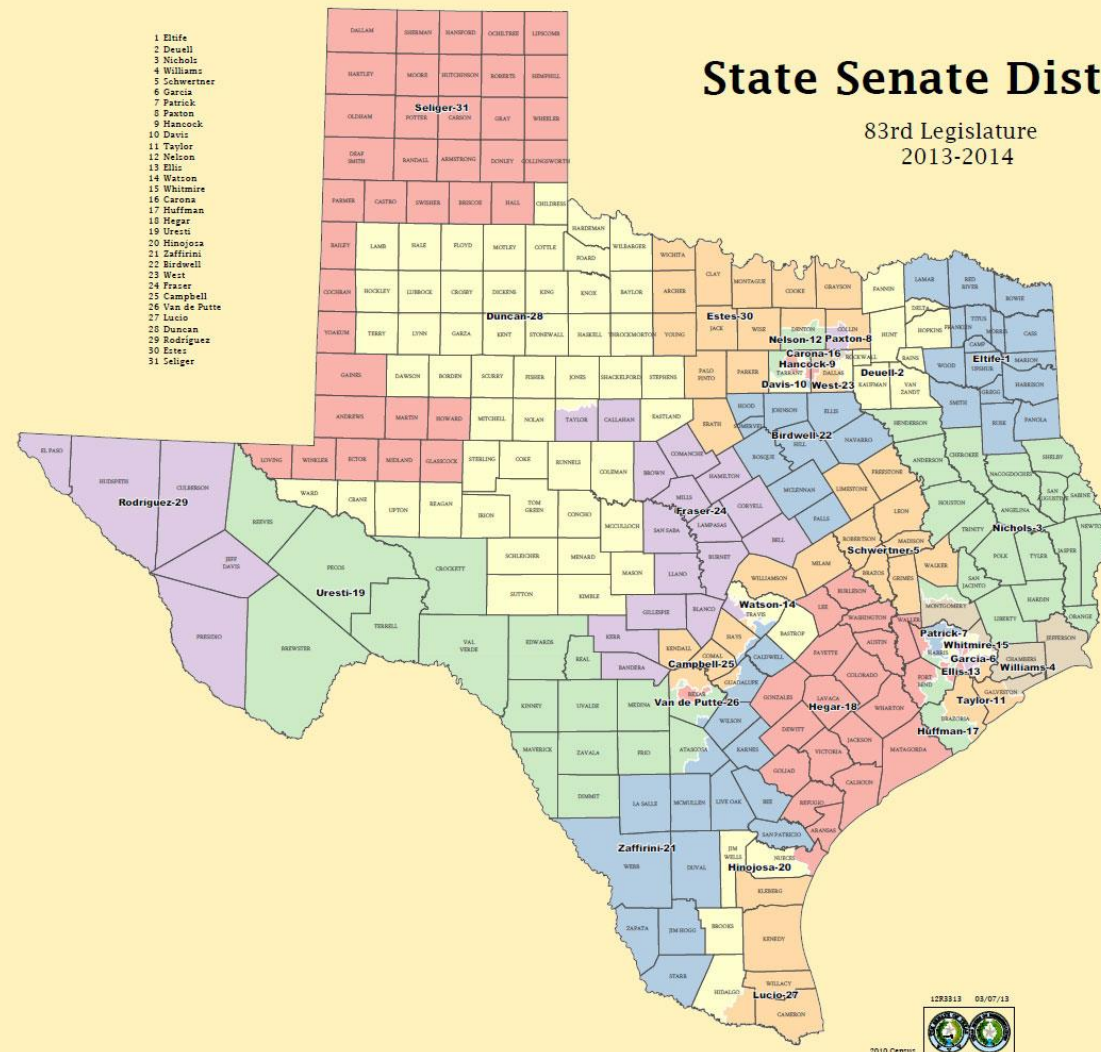 1 Eltife
2 Deuell
3 Nichols
4 Williams
5 Schwertner
6 Garcia
7 Patrick
8 Paxton
9 Hancock
10 Davis
11 Taylor
12 Nelson
13 Ellis
14 Watson
15 Whitmire
16 Carona
17 Huffman
18 Hegar
19 Uresti
20 Hinojosa
21 Zaffirini
22 Birdwell
23 West
24 Fraser
25 Campbell
26 Van de Putte
27 Lucio
28 Duncan
29 Rodriguez
30 Estes
31 Seliger
State Senate Dist
83rd Legislature
2013-2014
DALLAM SHERMAN HANSFORD OCHILTREE LIPSCOMB
HARTLEY MOORE HUTCHINSON ROBERTS HEMPHILL
Seliger-31
OLDHAM POTTER CARSON GRAY WHEELER
DEAF SMITH RANDALL ARMSTRONG DONLEY COLLINGSWORTH
PARMER CASTRO SWISHER BRISCOE HALL CHILDRESS
HARDEMAN
BAILEY LAMB HALE FLOYD MOTLEY COTTLE FOARD WILBARGER WICHITA
CLAY MONTAGUE COOKE GRAYSON FANNIN LAMAR RED RIVER BOWIE
COCHRAN HOCKLEY LUBBOCK CROSBY DICKENS KING KNOX BAYLOR ARCHER
DELTA HOPKINS FRANKLIN TITUS MORRIS CASS
Duncan-28
Estes-30
YOAKUM TERRY LYNN GARZA KENT STONEWALL HASKELL THROCKMORTON YOUNG JACK WISE DENTON COLLIN HUNT
Nelson-12 Paxton-8
Carona-16
Hancock-9
ROCKWALL RAINS WOOD CAMP UPSHUR MARION
Eltife-1
GAINES DAWSON BORDEN SCURRY FISHER JONES SHACKELFORD STEPHENS PALO PINTO PARKER TARRANT DALLAS
Davis-10 West-23
Deuell-2
KAUFMAN VAN ZANDT SMITH GREGG HARRISON
ANDREWS MARTIN HOWARD MITCHELL NOLAN TAYLOR CALLAHAN EASTLAND ERATH HOOD SOMERVELL JOHNSON ELLIS
Birdwell-22
HENDERSON RUSK PANOLA
EL PASO HUDSPETH CULBERSON
LOVING WINKLER ECTOR MIDLAND GLASSCOCK STERLING COKE RUNNELS COLEMAN BROWN COMANCHE BOSQUE HILL NAVARRO
ANDERSON CHEROKEE NACOGDOCHES SHELBY
Rodriguez-29
WARD CRANE UPTON REAGAN IRION TOM GREEN CONCHO MCCULLOCH MILLS HAMILTON MCLENNAN LIMESTONE FREESTONE
HOUSTON ANGELINA SAN AUGUSTINE SABINE
REEVES JEFF DAVIS PECOS CROCKETT SCHLEICHER MENARD SAN SABA LAMPASAS CORYELL FALLS LEON
Fraser-24
TRINITY NEWTON
Nichols-3
Uresti-19
SUTTON KIMBLE MASON LLANO BURNET BELL MILAM ROBERTSON MADISON
Schwertner-5
WALKER POLK TYLER JASPER
PRESIDIO BREWSTER TERRELL VAL VERDE EDWARDS GILLESPIE BLANCO WILLIAMSON BURLESON BRAZOS GRIMES SAN JACINTO HARDIN
Watson-14
TRAVIS LEE WASHINGTON WALLER MONTGOMERY LIBERTY ORANGE
KERR REAL BANDERA KENDALL COMAL HAYS BASTROP CALDWELL FAYETTE AUSTIN HARRIS JEFFERSON
Patrick-7
Whitmire-15
Garcia-6
CHAMBERS
Ellis-13
Williams-4
Campbell-25
GUADALUPE COLORADO FORT BEND GALVESTON
KINNEY UVALDE MEDINA BEXAR GONZALES LAVACA WHARTON BRAZORIA
Van de Putte-26
Hegar-18
Taylor-11
Huffman-17
WILSON DEWITT JACKSON MATAGORDA
MAVERICK ZAVALA FRIO ATASCOSA KARNES VICTORIA
GOLIAD CALHOUN
DIMMIT LA SALLE MCMULLEN LIVE OAK BEE REFUGIO
ARANSAS
SAN PATRICIO
Zaffirini-21
JIM WELLS NUECES
Hinojosa-20
WEBB DUVAL KLEBERG
ZAPATA JIM HOGG BROOKS KENEDY
STARR HIDALGO WILLACY
Lucio-27
CAMERON
12R3313 03/07/13
2010 Census